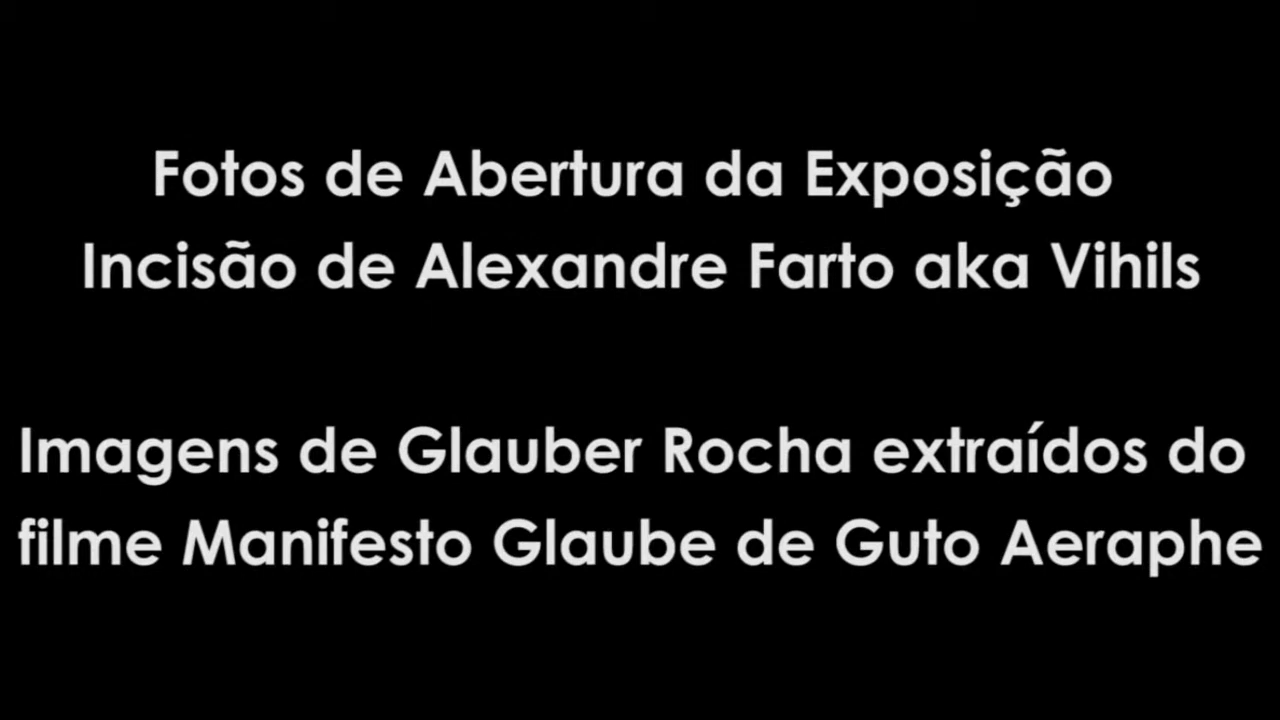 Fotos de Abertura da Exposição
Incisão de Alexandre Farto aka Vihils
Imagens de Glauber Rocha extraídos do
filme Manifesto Glaube de Guto Aeraphe